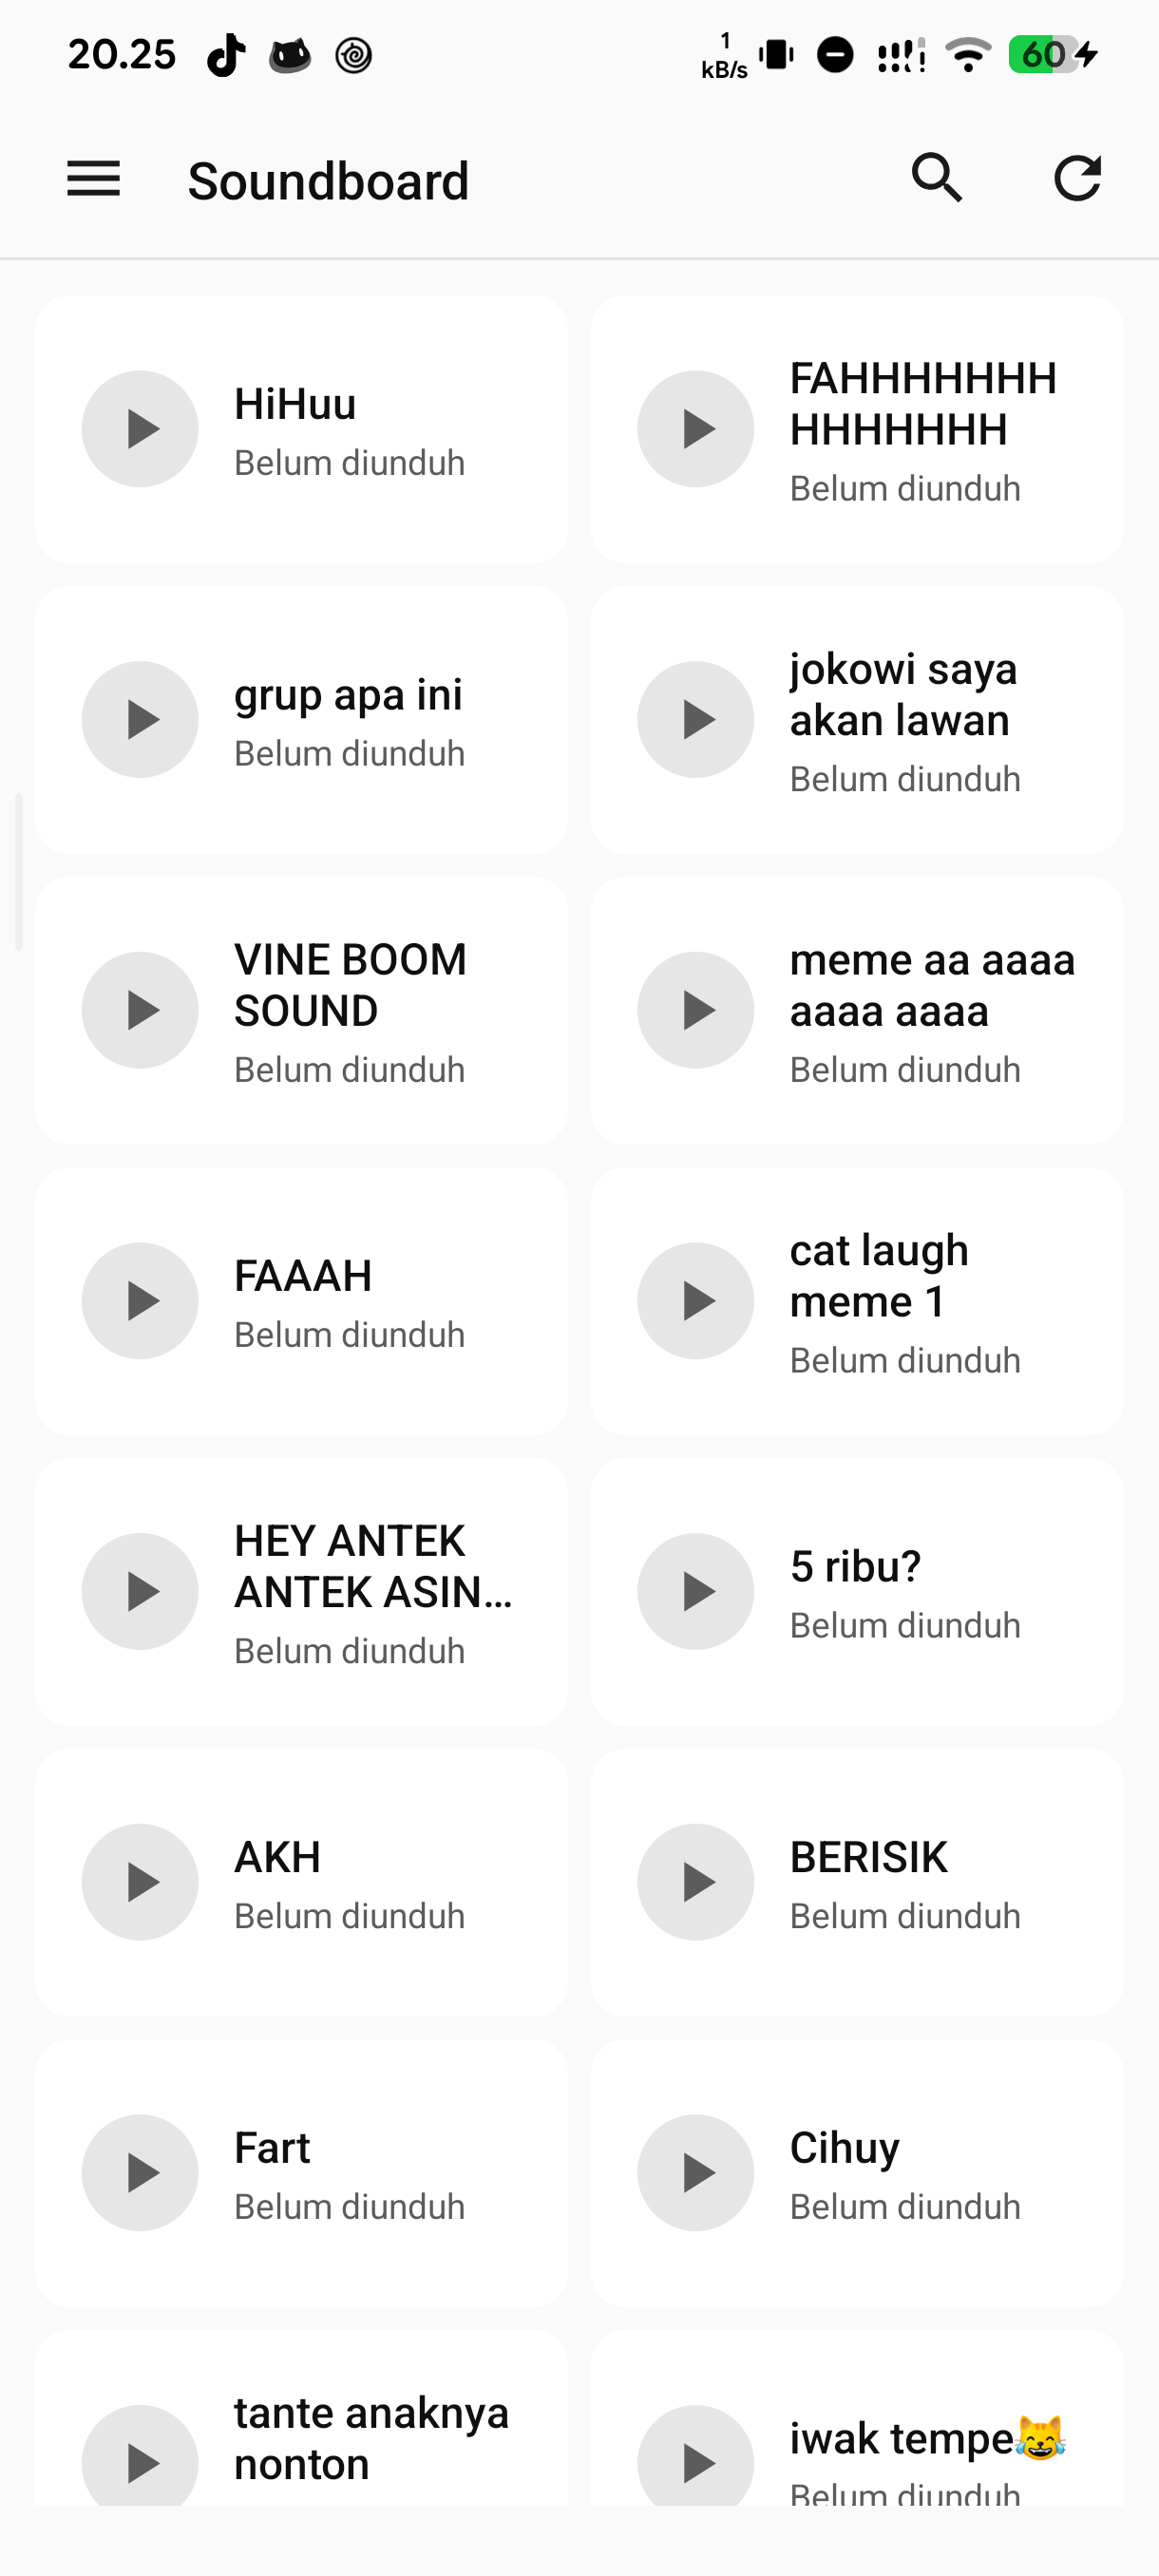 20.25
1
kB/s
60
Soundboard
HiHuu
Belum diunduh
FAHHHHHHH
HHHHHHHH
Belum diunduh
grup apa ini
Belum diunduh
jokowi saya
akan lawan
Belum diunduh
VINE BOOM
SOUND
Belum diunduh
meme aa aaaa
aaaa aaaa
Belum diunduh
FAAAH
Belum diunduh
cat laugh
meme 1
Belum diunduh
HEY ANTEK
ANTEK ASIN...
Belum diunduh
5 ribu?
Belum diunduh
AKH
Belum diunduh
BERISIK
Belum diunduh
Fart
Belum diunduh
Cihuy
Belum diunduh
tante anaknya
nonton
iwak tempe😹
Belum diunduh